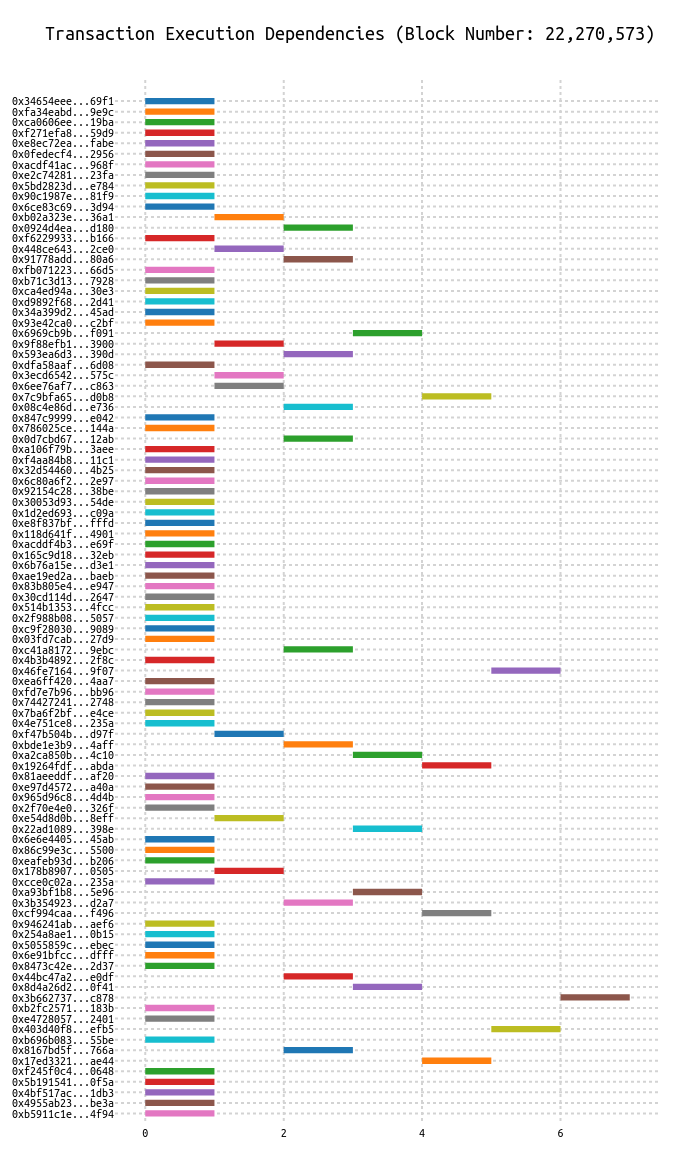 Transaction Execution Dependencies (Block Number: 22,270,573)
0x34654eee...69f1
0xfa34eabd...9e9c
0xca0606ee...19ba
0xf271efa8...59d9
0xe8ec72ea...fabe
0x0fedecf4...2956
0xacdf41ac...968f
0xe2c74281...23fa
0x5bd2823d...e784
0x90c1987e...81f9
0x6ce83c69...3d94
0xb02a323e...36a1
0x0924d4ea...d180
0xf6229933...b166
0x448ce643...2ce0
0x91778add...80a6
0xfb071223...66d5
0xb71c3d13...7928
0xca4ed94a...30e3
0xd9892f68...2d41
0x34a399d2...45ad
0x93e42ca0...c2bf
0x6969cb9b...f091
0x9f88efb1...3900
0x593ea6d3...390d
0xdfa58aaf...6d08
0x3ecd6542...575c
0x6ee76af7...c863
0x7c9bfa65...d0b8
0x08c4e86d...e736
0x847c9999...e042
0x786025ce...144a
0x0d7cbd67...12ab
0xa106f79b...3aee
0xf4aa84b8...11c1
0x32d54460...4b25
0x6c80a6f2...2e97
0x92154c28...38be
0x30053d93...54de
0x1d2ed693...c09a
0xe8f837bf...fffd
0x118d641f...4901
0xacddf4b3...e69f
0x165c9d18...32eb
0x6b76a15e...d3e1
0xae19ed2a...baeb
0x83b805e4...e947
0x30cd114d...2647
0x514b1353...4fcc
0x2f988b08...5057
0xc9f28030...9089
0x03fd7cab...27d9
0xc41a8172...9ebc
0x4b3b4892...2f8c
0x46fe7164...9f07
0xea6ff420...4aa7
0xfd7e7b96...bb96
0x74427241...2748
0x7ba6f2bf...e4ce
0x4e751ce8...235a
0xf47b504b...d97f
0xbde1e3b9...4aff
0xa2ca850b...4c10
0x19264fdf...abda
0x81aeeddf...af20
0xe97d4572...a40a
0x965d96c8...4d4b
0x2f70e4e0...326f
0xe54d8d0b...8eff
0x22ad1089...398e
0x6e6e4405...45ab
0x86c99e3c...5500
0xeafeb93d...b206
0x178b8907...0505
0xcce0c02a...235a
0xa93bf1b8...5e96
0x3b354923...d2a7
0xcf994caa...f496
0x946241ab...aef6
0x254a8ae1...0b15
0x5055859c...ebec
0x6e91bfcc...dfff
0x8473c42e...2d37
0x44bc47a2...e0df
0x8d4a26d2...0f41
0x3b662737...c878
0xb2fc2571...183b
0xe4728057...2401
0x403d40f8...efb5
0xb696b083...55be
0x8167bd5f...766a
0x17ed3321...ae44
0xf245f0c4...0648
0x5b191541...0f5a
0x4bf517ac...1db3
0x4955ab23...be3a
0xb5911c1e...4f94
0 2 4 6